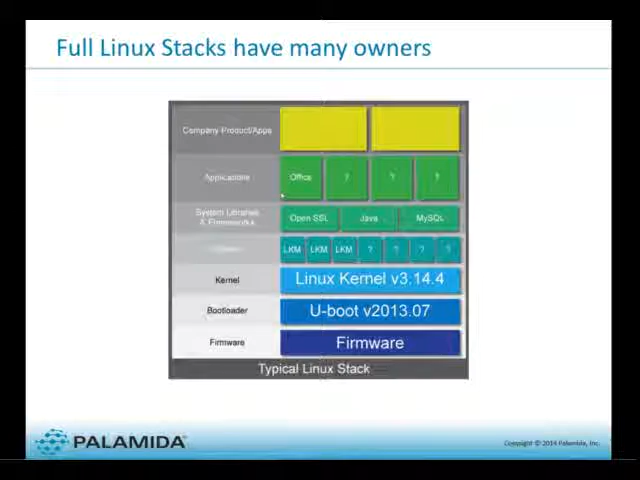 Full Linux Stacks have many owners
Company Product/Apps
Applications Office ? ? ?
System Libraries Open SSL Java MySQL
& Frameworks
LKM LKM LKM ? ? ? ?
Kernel Linux Kernel v3.14.4
Bootloader U-boot v2013.07
Firmware Firmware
Typical Linux Stack
PALAMIDA
Copyright © 2014 Palamida, Inc.